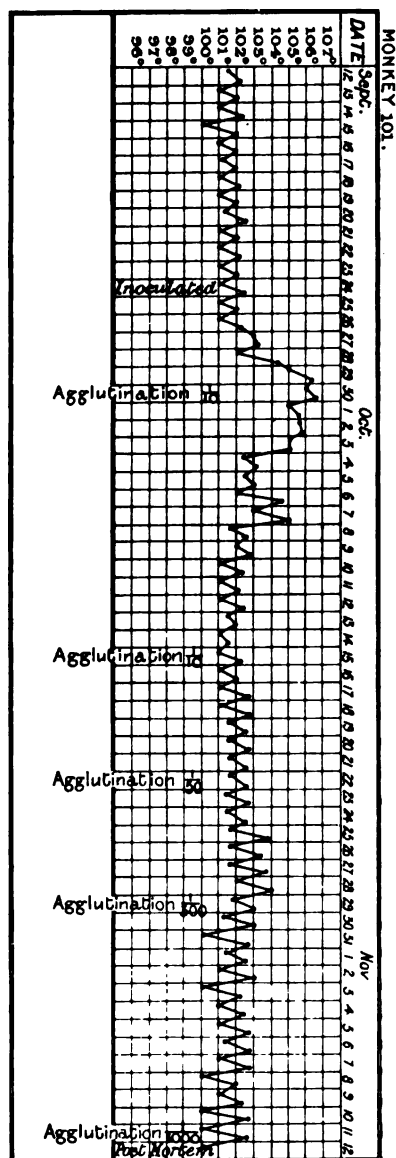 MONKEY 101.
DATE Sept. 12 13 14 15 16 17 18 19 20 21 22 23 24 25 26 27 28 29 30 Oct. 1 2 3 4 5 6 7 8 9 10 11 12 13 14 15 16 17 18 19 20 21 22 23 24 25 26 27 28 29 30 31 Nov 1 2 3 4 5 6 7 8 9 10 11 12
107°
106°
105°
104°
103°
102°
101°
100°
99°
98°
97°
96°
Inoculated
Agglutination 1/10
Agglutination 1/10
Agglutination 1/50
Agglutination 1/300
Agglutination 1/1000
Post Mortem